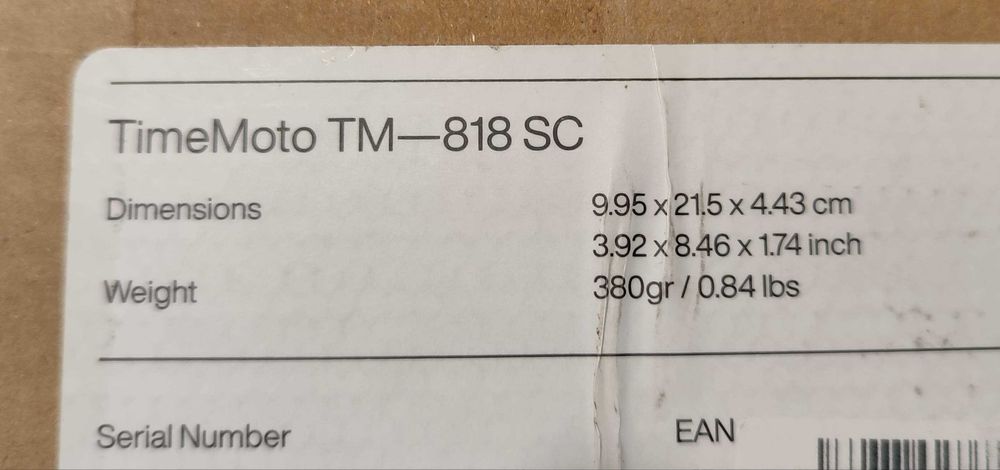 TimeMoto TM—818 SC
Dimensions 9.95 x 21.5 x 4.43 cm
3.92 x 8.46 x 1.74 inch
Weight 380gr / 0.84 lbs
Serial Number EAN